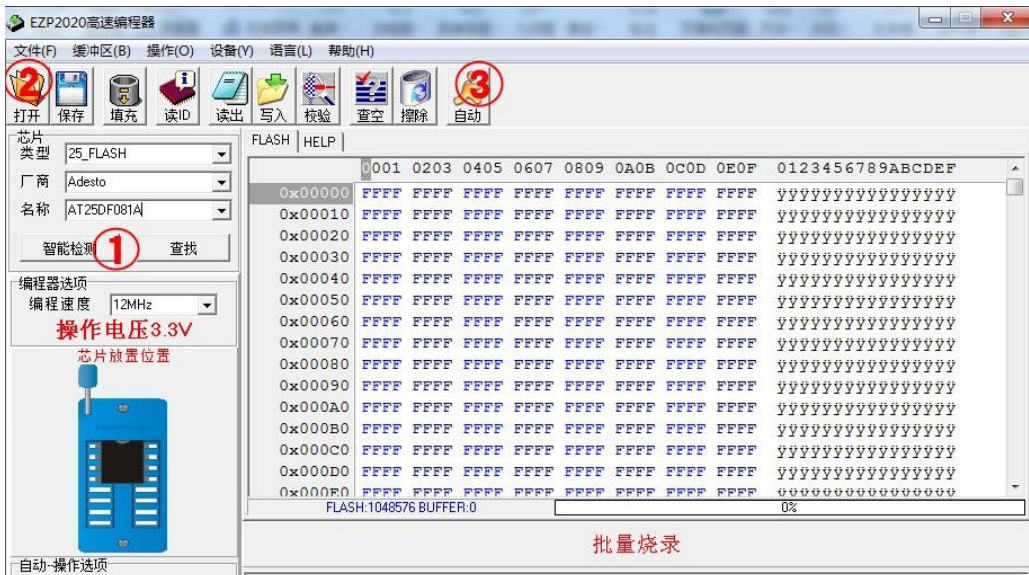 EZP2020高速编程器
文件(F) 缓冲区(B) 操作(O) 设备(Y) 语言(L) 帮助(H)
② ③
打开 保存 填充 读ID 读出 写入 校验 查空 擦除 自动
芯片
类型 25_FLASH
厂商 Adesto
名称 AT25DF081A
智能检测 ① 查找
编程器选项
编程速度 12MHz
操作电压3.3V
芯片放置位置
自动-操作选项
FLASH HELP
0001 0203 0405 0607 0809 0A0B 0C0D 0E0F 0123456789ABCDEF
0x00000 FFFF FFFF FFFF FFFF FFFF FFFF FFFF FFFF ÿÿÿÿÿÿÿÿÿÿÿÿÿÿÿÿ
0x00010 FFFF FFFF FFFF FFFF FFFF FFFF FFFF FFFF ÿÿÿÿÿÿÿÿÿÿÿÿÿÿÿÿ
0x00020 FFFF FFFF FFFF FFFF FFFF FFFF FFFF FFFF ÿÿÿÿÿÿÿÿÿÿÿÿÿÿÿÿ
0x00030 FFFF FFFF FFFF FFFF FFFF FFFF FFFF FFFF ÿÿÿÿÿÿÿÿÿÿÿÿÿÿÿÿ
0x00040 FFFF FFFF FFFF FFFF FFFF FFFF FFFF FFFF ÿÿÿÿÿÿÿÿÿÿÿÿÿÿÿÿ
0x00050 FFFF FFFF FFFF FFFF FFFF FFFF FFFF FFFF ÿÿÿÿÿÿÿÿÿÿÿÿÿÿÿÿ
0x00060 FFFF FFFF FFFF FFFF FFFF FFFF FFFF FFFF ÿÿÿÿÿÿÿÿÿÿÿÿÿÿÿÿ
0x00070 FFFF FFFF FFFF FFFF FFFF FFFF FFFF FFFF ÿÿÿÿÿÿÿÿÿÿÿÿÿÿÿÿ
0x00080 FFFF FFFF FFFF FFFF FFFF FFFF FFFF FFFF ÿÿÿÿÿÿÿÿÿÿÿÿÿÿÿÿ
0x00090 FFFF FFFF FFFF FFFF FFFF FFFF FFFF FFFF ÿÿÿÿÿÿÿÿÿÿÿÿÿÿÿÿ
0x000A0 FFFF FFFF FFFF FFFF FFFF FFFF FFFF FFFF ÿÿÿÿÿÿÿÿÿÿÿÿÿÿÿÿ
0x000B0 FFFF FFFF FFFF FFFF FFFF FFFF FFFF FFFF ÿÿÿÿÿÿÿÿÿÿÿÿÿÿÿÿ
0x000C0 FFFF FFFF FFFF FFFF FFFF FFFF FFFF FFFF ÿÿÿÿÿÿÿÿÿÿÿÿÿÿÿÿ
0x000D0 FFFF FFFF FFFF FFFF FFFF FFFF FFFF FFFF ÿÿÿÿÿÿÿÿÿÿÿÿÿÿÿÿ
0x000E0 FFFF FFFF FFFF FFFF FFFF FFFF FFFF FFFF ÿÿÿÿÿÿÿÿÿÿÿÿÿÿÿÿ
FLASH:1048576 BUFFER:0 0%
批量烧录